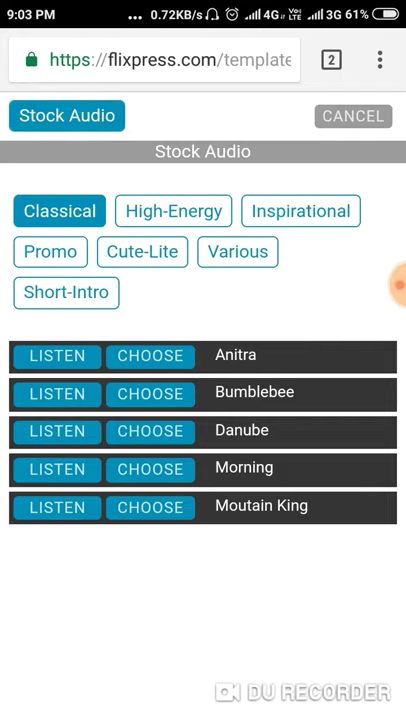 9:03 PM ... 0.72KB/s 4G VoLTE 3G 61%
https://flixpress.com/template
2
Stock Audio CANCEL
Stock Audio
Classical High-Energy Inspirational
Promo Cute-Lite Various
Short-Intro
LISTEN CHOOSE Anitra
LISTEN CHOOSE Bumblebee
LISTEN CHOOSE Danube
LISTEN CHOOSE Morning
LISTEN CHOOSE Moutain King
DU RECORDER